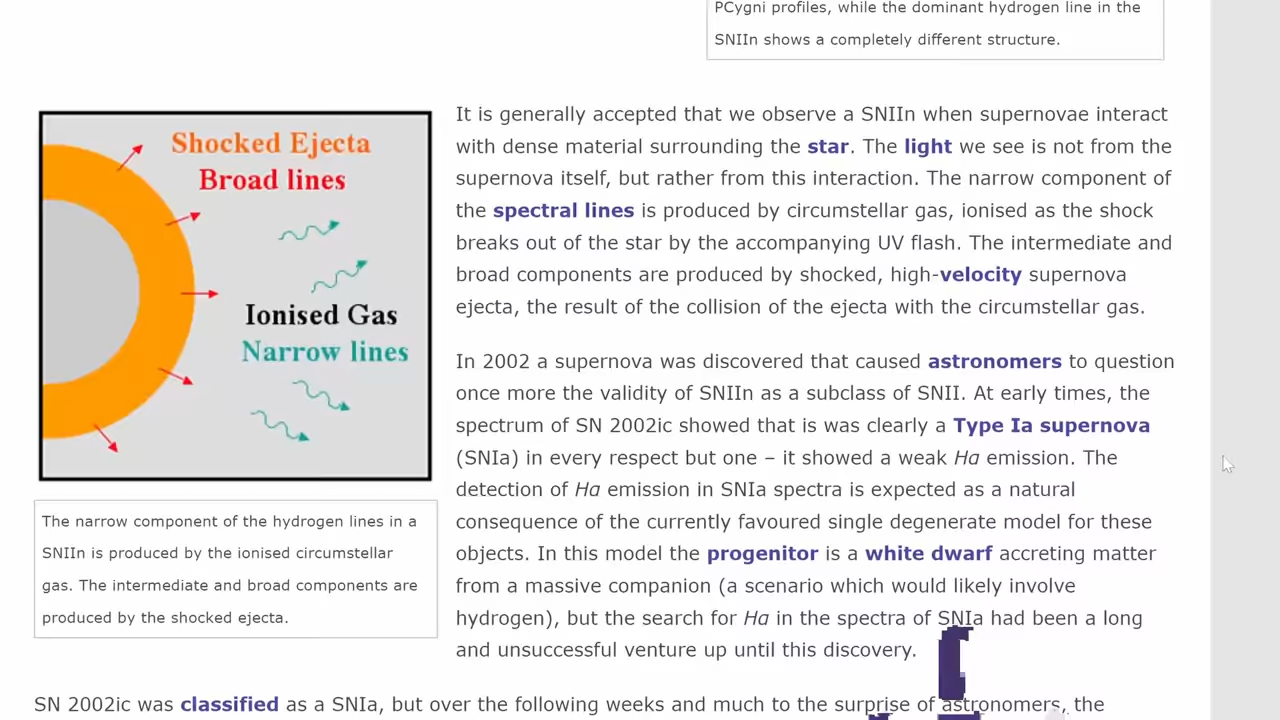 PCygni profiles, while the dominant hydrogen line in the
SNIIn shows a completely different structure.
Shocked Ejecta
Broad lines
Ionised Gas
Narrow lines
The narrow component of the hydrogen lines in a
SNIIn is produced by the ionised circumstellar
gas. The intermediate and broad components are
produced by the shocked ejecta.
It is generally accepted that we observe a SNIIn when supernovae interact
with dense material surrounding the star. The light we see is not from the
supernova itself, but rather from this interaction. The narrow component of
the spectral lines is produced by circumstellar gas, ionised as the shock
breaks out of the star by the accompanying UV flash. The intermediate and
broad components are produced by shocked, high-velocity supernova
ejecta, the result of the collision of the ejecta with the circumstellar gas.
In 2002 a supernova was discovered that caused astronomers to question
once more the validity of SNIIn as a subclass of SNII. At early times, the
spectrum of SN 2002ic showed that is was clearly a Type Ia supernova
(SNIa) in every respect but one – it showed a weak Hα emission. The
detection of Hα emission in SNIa spectra is expected as a natural
consequence of the currently favoured single degenerate model for these
objects. In this model the progenitor is a white dwarf accreting matter
from a massive companion (a scenario which would likely involve
hydrogen), but the search for Hα in the spectra of SNIa had been a long
and unsuccessful venture up until this discovery.
SN 2002ic was classified as a SNIa, but over the following weeks and much to the surprise of astronomers, the